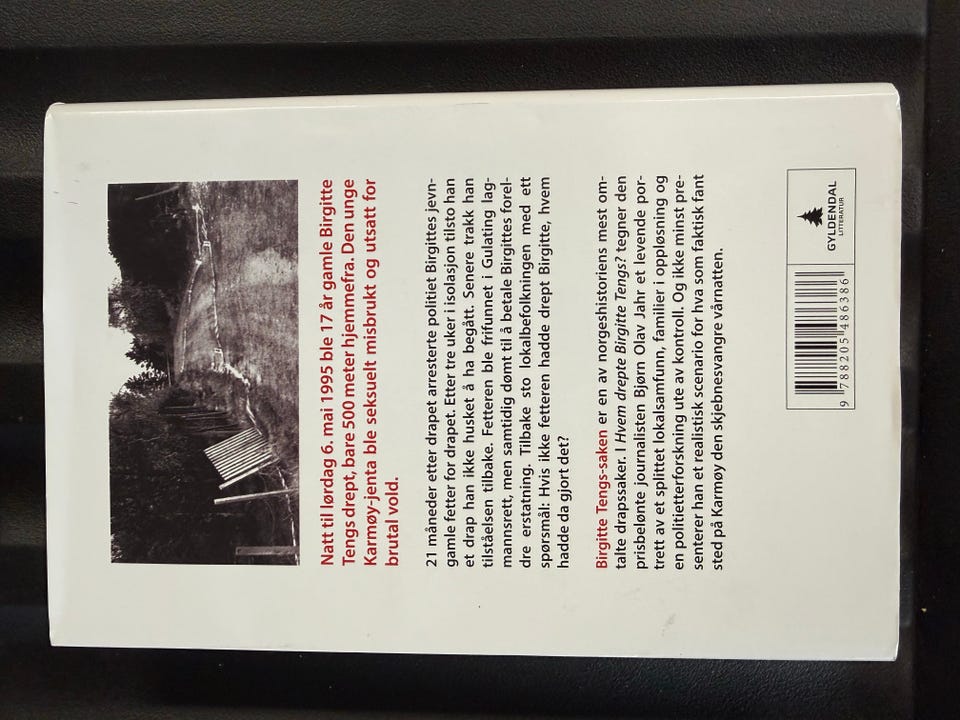 Natt til lørdag 6. mai 1995 ble 17 år gamle Birgitte
Tengs drept, bare 500 meter hjemmefra. Den unge
Karmøy-jenta ble seksuelt misbrukt og utsatt for
brutal vold.
21 måneder etter drapet arresterte politiet Birgittes jevn-
gamle fetter for drapet. Etter tre uker i isolasjon tilsto han
et drap han ikke husket å ha begått. Senere trakk han
tilståelsen tilbake. Fetteren ble frifunnet i Gulating lag-
mannsrett, men samtidig dømt til å betale Birgittes forel-
dre erstatning. Tilbake sto lokalbefolkningen med ett
spørsmål: Hvis ikke fetteren hadde drept Birgitte, hvem
hadde da gjort det?
Birgitte Tengs-saken er en av norgeshistoriens mest om-
talte drapssaker. I Hvem drepte Birgitte Tengs? tegner den
prisbelønte journalisten Bjørn Olav Jahr et levende por-
trett av et splittet lokalsamfunn, familier i oppløsning og
en politietterforskning ute av kontroll. Og ikke minst pre-
senterer han et realistisk scenario for hva som faktisk fant
sted på Karmøy den skjebnesvangre vårnatten.
9 788205 486386
GYLDENDAL
LITTERATUR